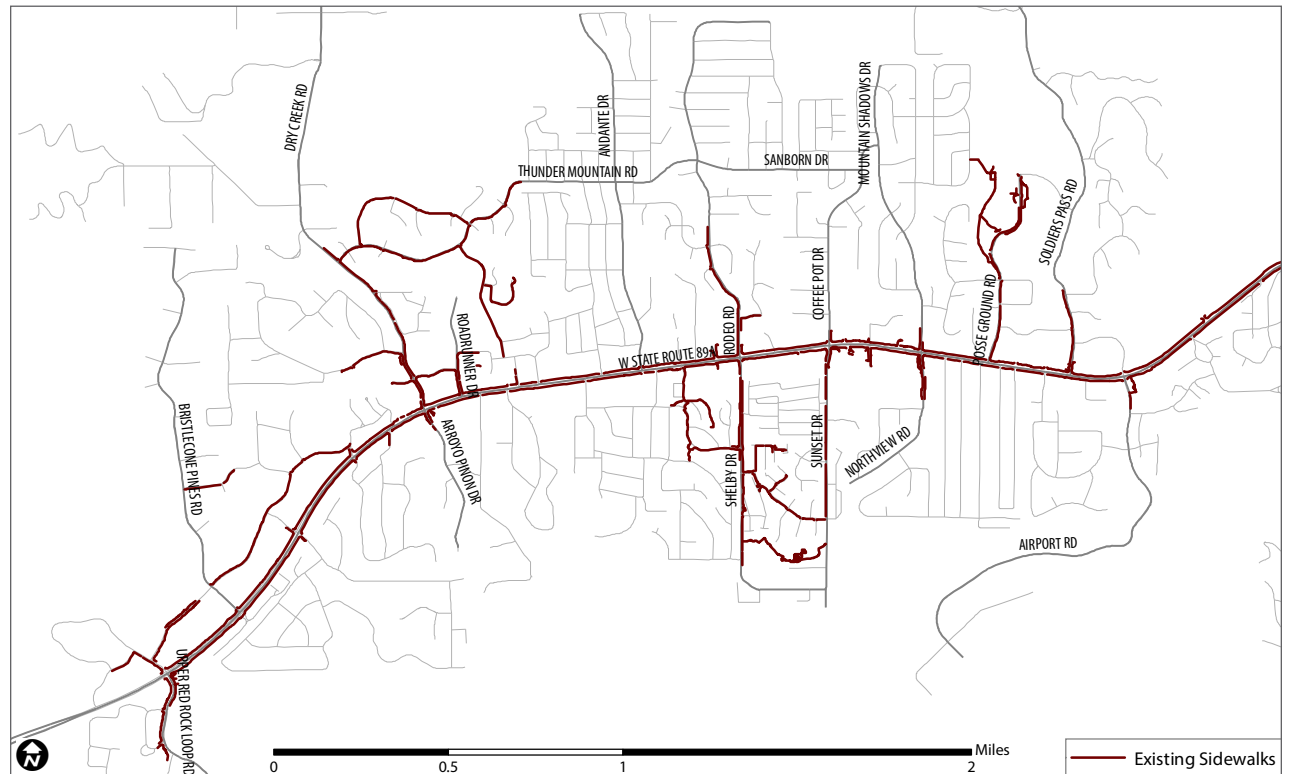 DRY CREEK RD
ANDANTE DR
MOUNTAIN SHADOWS DR
SANBORN DR
THUNDER MOUNTAIN RD
SOLDIERS PASS RD
COFFEE POT DR
RODEO RD
POSSE GROUND RD
ROADRUNNER DR
W STATE ROUTE 89A
BRISTLECONE PINES RD
ARROYO PINON DR
SHELBY DR
SUNSET DR
NORTHVIEW RD
AIRPORT RD
UPPER RED ROCK LOOP RD
N
Miles
0 0.5 1 2
Existing Sidewalks